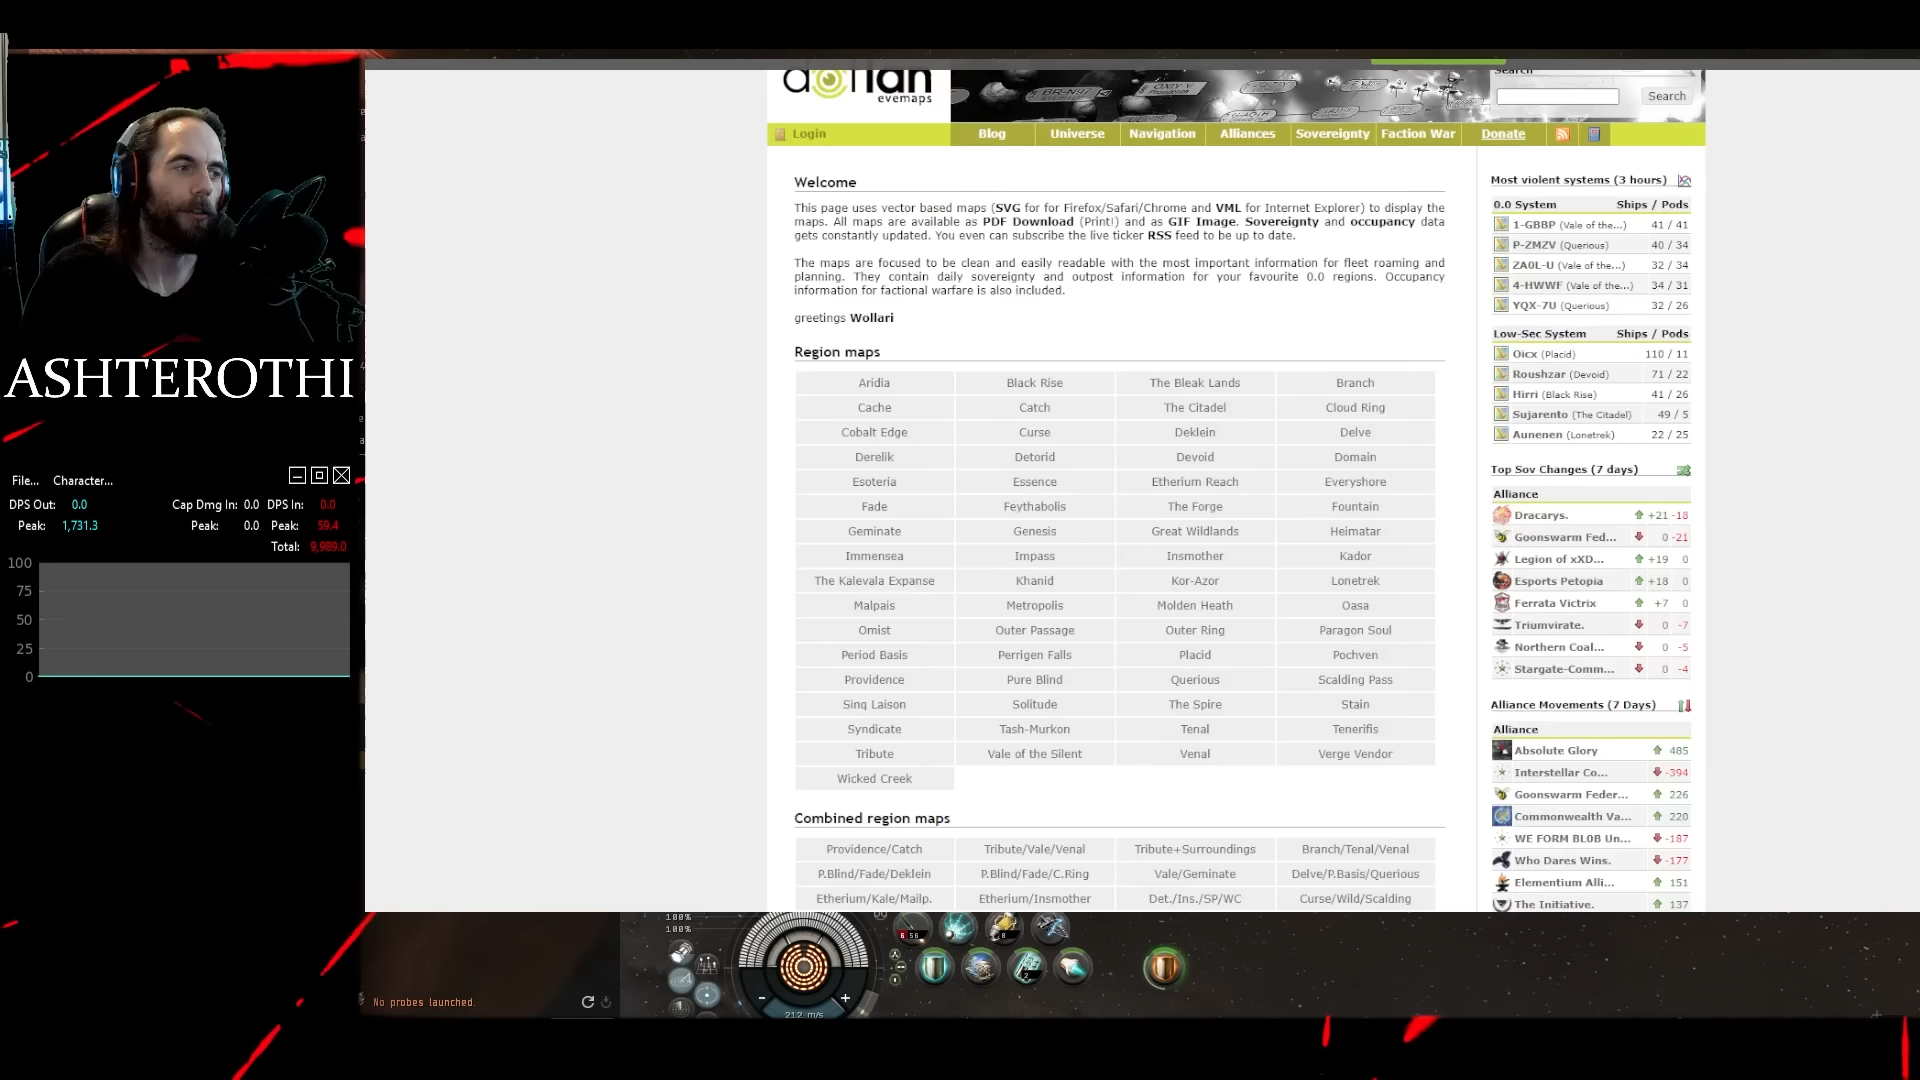 dotlan
evemaps
Search
Search
Login
Blog
Universe
Navigation
Alliances
Sovereignty
Faction War
Donate
Welcome
This page uses vector based maps (SVG for for Firefox/Safari/Chrome and VML for Internet Explorer) to display the
maps. All maps are available as PDF Download (Print!) and as GIF Image. Sovereignty and occupancy data
gets constantly updated. You even can subscribe the live ticker RSS feed to be up to date.
The maps are focused to be clean and easily readable with the most important information for fleet roaming and
planning. They contain daily sovereignty and outpost information for your favourite 0.0 regions. Occupancy
information for factional warfare is also included.
greetings Wollari
Region maps
Aridia Black Rise The Bleak Lands Branch
Cache Catch The Citadel Cloud Ring
Cobalt Edge Curse Deklein Delve
Derelik Detorid Devoid Domain
Esoteria Essence Etherium Reach Everyshore
Fade Feythabolis The Forge Fountain
Geminate Genesis Great Wildlands Heimatar
Immensea Impass Insmother Kador
The Kalevala Expanse Khanid Kor-Azor Lonetrek
Malpais Metropolis Molden Heath Oasa
Omist Outer Passage Outer Ring Paragon Soul
Period Basis Perrigen Falls Placid Pochven
Providence Pure Blind Querious Scalding Pass
Sinq Laison Solitude The Spire Stain
Syndicate Tash-Murkon Tenal Tenerifis
Tribute Vale of the Silent Venal Verge Vendor
Wicked Creek
Combined region maps
Providence/Catch Tribute/Vale/Venal Tribute+Surroundings Branch/Tenal/Venal
P.Blind/Fade/Deklein P.Blind/Fade/C.Ring Vale/Geminate Delve/P.Basis/Querious
Etherium/Kale/Mailp. Etherium/Insmother Det./Ins./SP/WC Curse/Wild/Scalding
Most violent systems (3 hours)
0.0 System Ships / Pods
1-GBBP (Vale of the...) 41 / 41
P-ZMZV (Querious) 40 / 34
ZA0L-U (Vale of the...) 32 / 34
4-HWWF (Vale of the...) 34 / 31
YQX-7U (Querious) 32 / 26
Low-Sec System Ships / Pods
Oicx (Placid) 110 / 11
Roushzar (Devoid) 71 / 22
Hirri (Black Rise) 41 / 26
Sujarento (The Citadel) 49 / 5
Aunenen (Lonetrek) 22 / 25
Top Sov Changes (7 days)
Alliance
Dracarys. +21 -18
Goonswarm Fed... 0 -21
Legion of xXD... +19 0
Esports Petopia +18 0
Ferrata Victrix +7 0
Triumvirate. 0 -7
Northern Coal... 0 -5
Stargate-Comm... 0 -4
Alliance Movements (7 Days)
Alliance
Absolute Glory 485
Interstellar Co... -394
Goonswarm Feder... 226
Commonwealth Va... 220
WE FORM BL0B Un... -187
Who Dares Wins. -177
Elementium Alli... 151
The Initiative. 137
ASHTEROTHI
File... Character...
DPS Out: 0.0 Cap Dmg In: 0.0 DPS In: 0.0
Peak: 1,731.3 Peak: 0.0 Peak: 59.4
Total: 9,989.0
100
75
50
25
0
100%
100%
No probes launched.
212 m/s